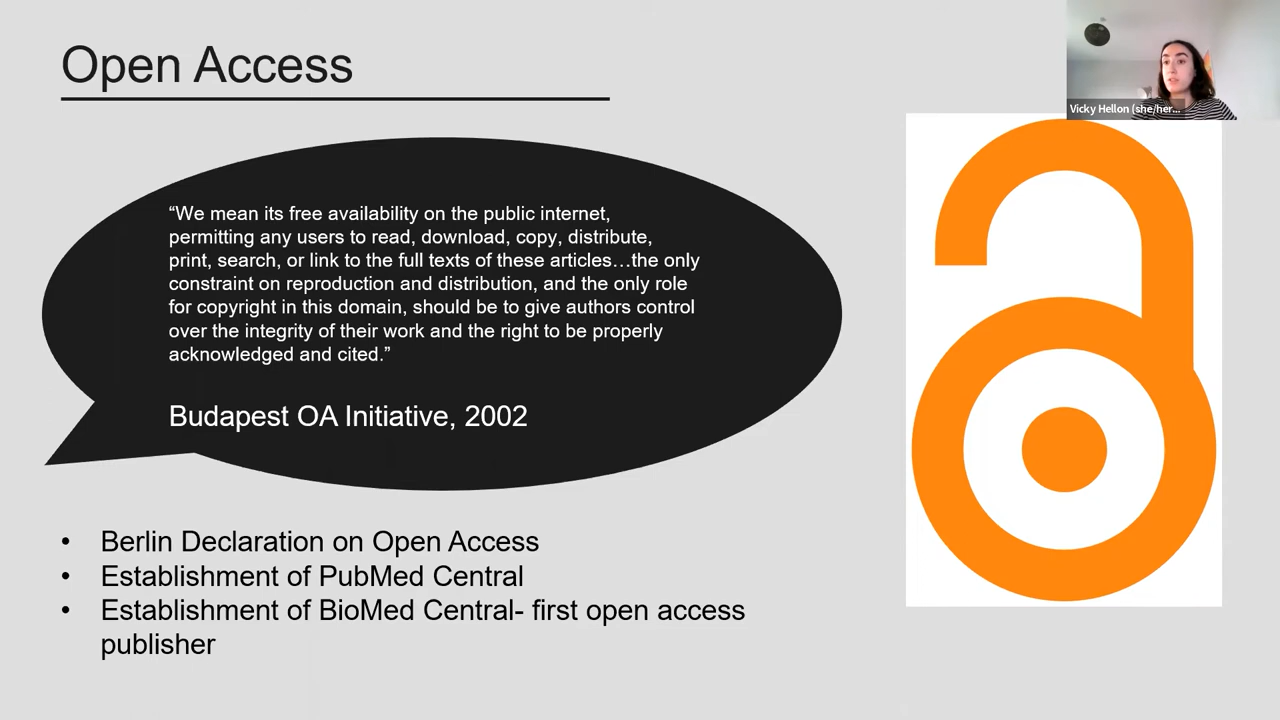 Open Access
Vicky Hellon (she/her...
“We mean its free availability on the public internet,
permitting any users to read, download, copy, distribute,
print, search, or link to the full texts of these articles…the only
constraint on reproduction and distribution, and the only role
for copyright in this domain, should be to give authors control
over the integrity of their work and the right to be properly
acknowledged and cited.”
Budapest OA Initiative, 2002
• Berlin Declaration on Open Access
• Establishment of PubMed Central
• Establishment of BioMed Central- first open access
publisher